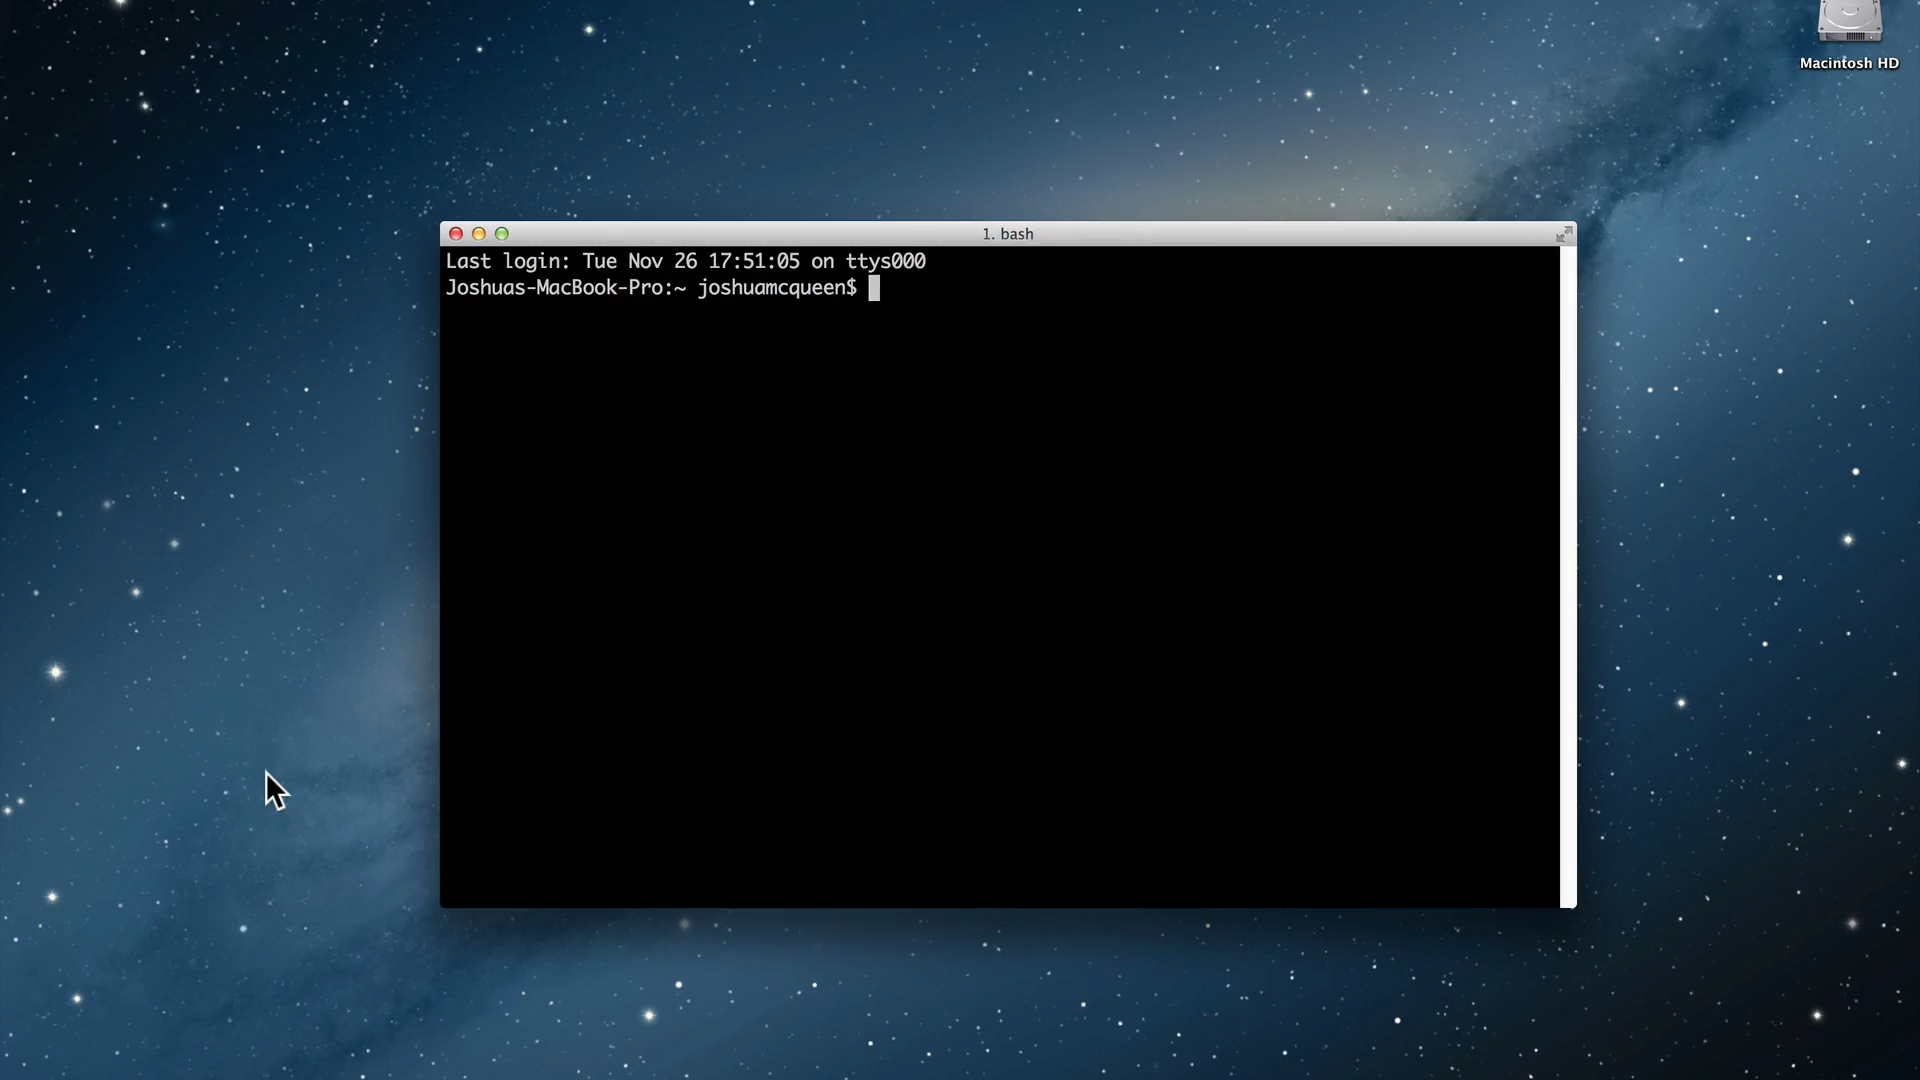 Macintosh HD
1. bash
Last login: Tue Nov 26 17:51:05 on ttys000
Joshuas-MacBook-Pro:~ joshuamcqueen$